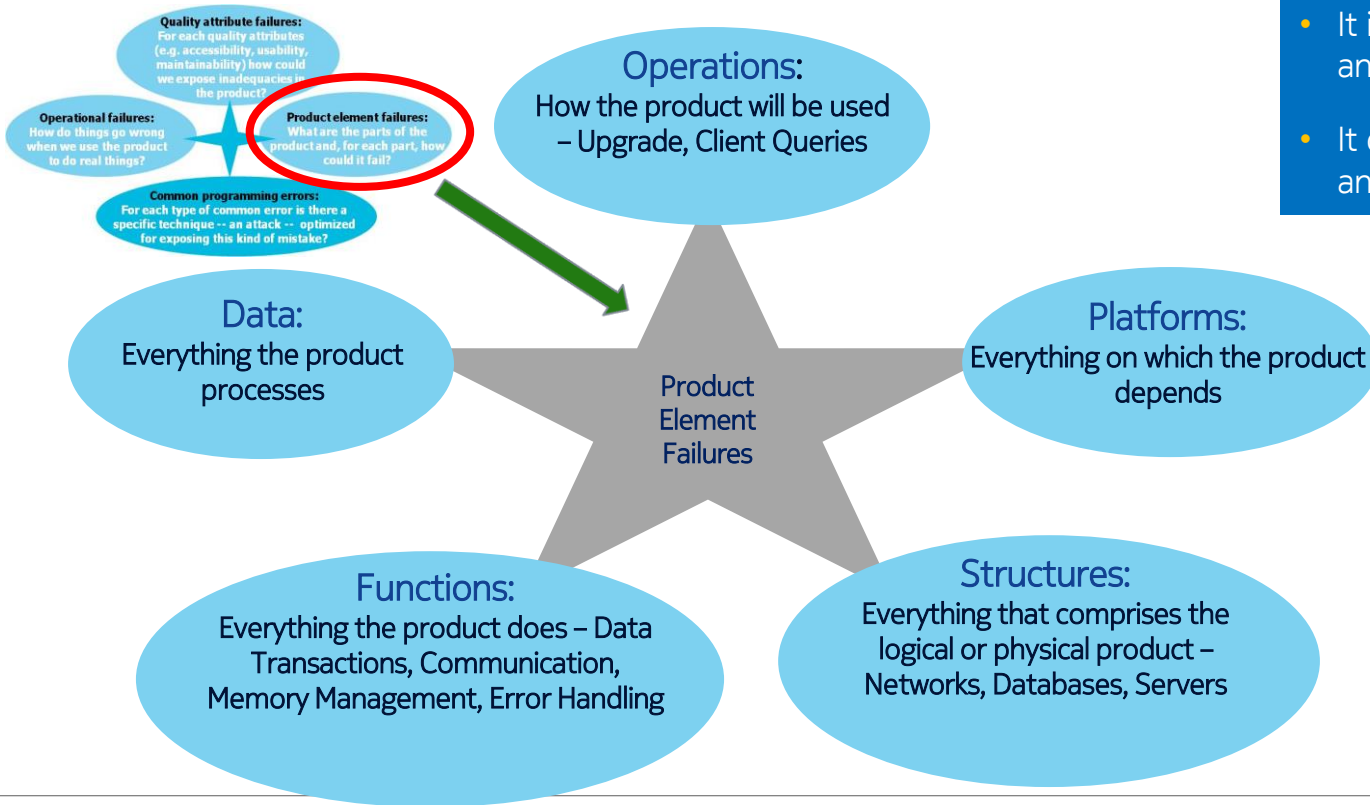 Quality attribute failures:
For each quality attributes
(e.g. accessibility, usability,
maintainability) how could
we expose inadequacies in
the product?
Operational failures:
How do things go wrong
when we use the product
to do real things?
Product element failures:
What are the parts of the
product and, for each part, how
could it fail?
Common programming errors:
For each type of common error is there a
specific technique -- an attack -- optimized
for exposing this kind of mistake?
Operations:
How the product will be used
– Upgrade, Client Queries
• It
an
• It
an
Data:
Everything the product
processes
Platforms:
Everything on which the product
depends
Product
Element
Failures
Functions:
Everything the product does – Data
Transactions, Communication,
Memory Management, Error Handling
Structures:
Everything that comprises the
logical or physical product –
Networks, Databases, Servers